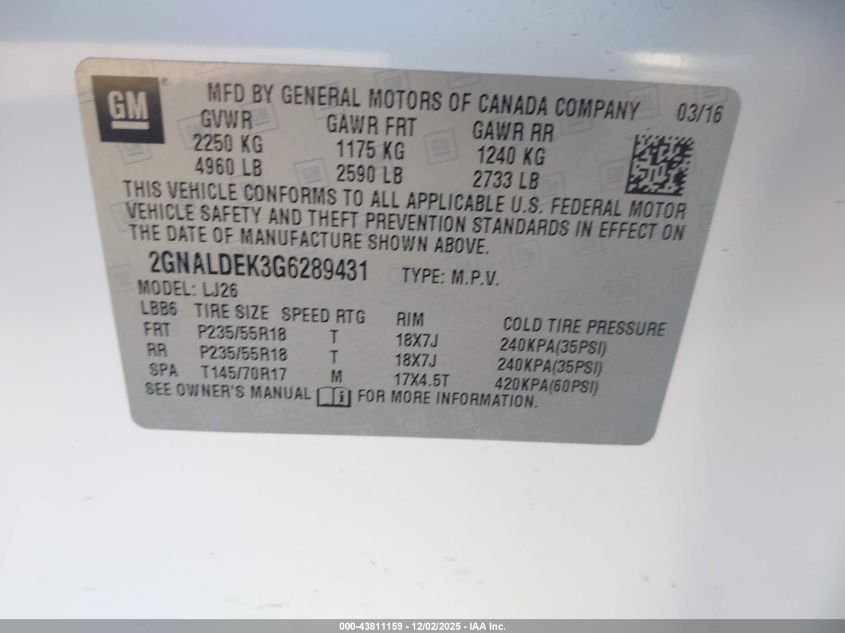 GM ® MFD BY GENERAL MOTORS OF CANADA COMPANY 03/16
GVWR GAWR FRT GAWR RR
2250 KG 1175 KG 1240 KG
4960 LB 2590 LB 2733 LB
THIS VEHICLE CONFORMS TO ALL APPLICABLE U.S. FEDERAL MOTOR
VEHICLE SAFETY AND THEFT PREVENTION STANDARDS IN EFFECT ON
THE DATE OF MANUFACTURE SHOWN ABOVE.
2GNALDEK3G6289431 TYPE: M.P.V.
MODEL: LJ26
LBB6 TIRE SIZE SPEED RTG RIM COLD TIRE PRESSURE
FRT P235/55R18 T 18X7J 240KPA(35PSI)
RR P235/55R18 T 18X7J 240KPA(35PSI)
SPA T145/70R17 M 17X4.5T 420KPA(60PSI)
SEE OWNER'S MANUAL i FOR MORE INFORMATION.
000-43811159 - 12/02/2025 - IAA Inc.